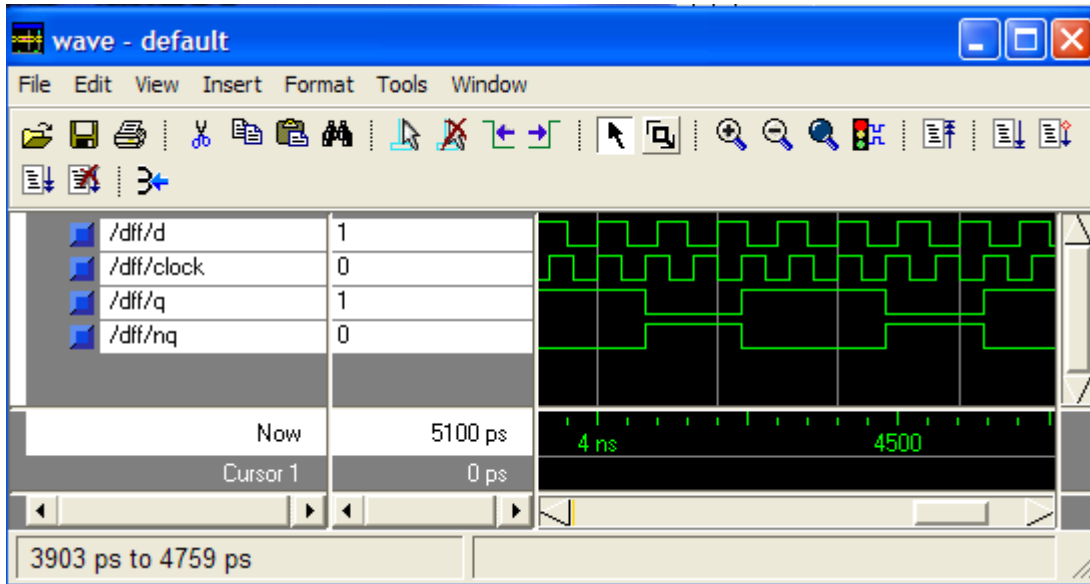 wave - default
File Edit View Insert Format Tools Window
/dff/d 1
/dff/clock 0
/dff/q 1
/dff/nq 0
Now 5100 ps 4 ns 4500
Cursor 1 0 ps
3903 ps to 4759 ps